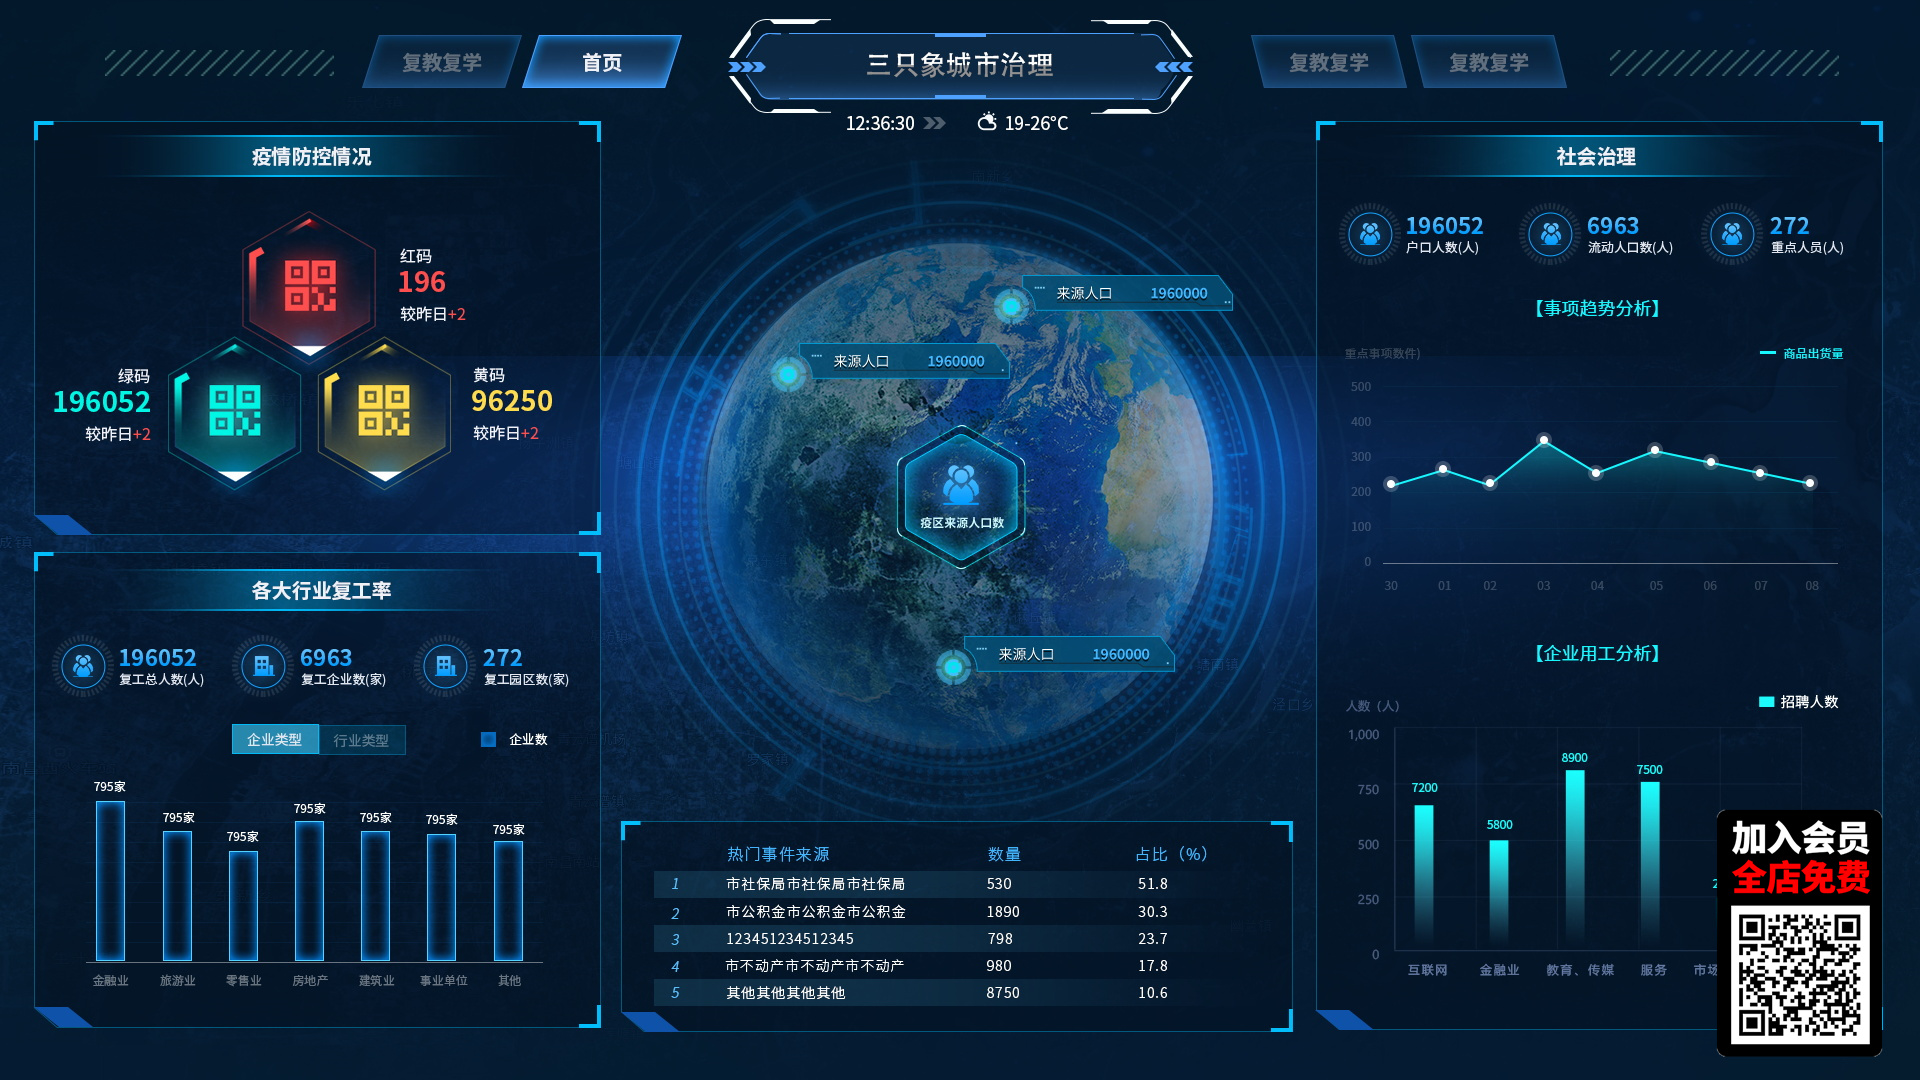 复教复学
首页
三只象城市治理
复教复学
复教复学
12:36:30
19-26°C
疫情防控情况
红码
196
较昨日+2
绿码
196052
较昨日+2
黄码
96250
较昨日+2
各大行业复工率
196052
复工总人数(人)
6963
复工企业数(家)
272
复工园区数(家)
企业类型
行业类型
企业数
795家
795家
795家
795家
795家
795家
795家
金融业
旅游业
零售业
房地产
建筑业
事业单位
其他
来源人口 1960000
来源人口 1960000
疫区来源人口数
来源人口 1960000
热门事件来源 数量 占比（%）
1 市社保局市社保局市社保局 530 51.8
2 市公积金市公积金市公积金 1890 30.3
3 123451234512345 798 23.7
4 市不动产市不动产市不动产 980 17.8
5 其他其他其他其他 8750 10.6
社会治理
196052
户口人数(人)
6963
流动人口数(人)
272
重点人员(人)
【事项趋势分析】
重点事项数件)
商品出货量
500
400
300
200
100
0
30 01 02 03 04 05 06 07 08
【企业用工分析】
人数（人）
招聘人数
1,000
750
500
250
0
7200
5800
8900
7500
互联网
金融业
教育、传媒
服务
市场
加入会员
全店免费